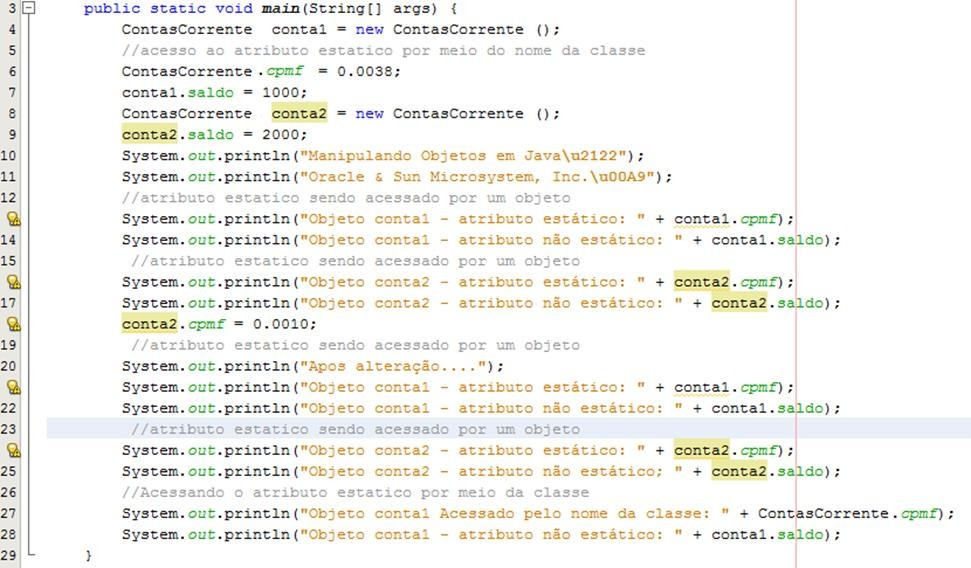 3 public static void main(String[] args) {
4 ContasCorrente conta1 = new ContasCorrente ();
5 //acesso ao atributo estatico por meio do nome da classe
6 ContasCorrente.cpmf = 0.0038;
7 conta1.saldo = 1000;
8 ContasCorrente conta2 = new ContasCorrente ();
9 conta2.saldo = 2000;
10 System.out.println("Manipulando Objetos em Java\u2122");
11 System.out.println("Oracle & Sun Microsystem, Inc.\u00A9");
12 //atributo estatico sendo acessado por um objeto
System.out.println("Objeto conta1 - atributo estático: " + conta1.cpmf);
14 System.out.println("Objeto conta1 - atributo não estático: " + conta1.saldo);
15 //atributo estatico sendo acessado por um objeto
System.out.println("Objeto conta2 - atributo estático: " + conta2.cpmf);
17 System.out.println("Objeto conta2 - atributo não estático: " + conta2.saldo);
conta2.cpmf = 0.0010;
19 //atributo estatico sendo acessado por um objeto
20 System.out.println("Apos alteração....");
System.out.println("Objeto conta1 - atributo estático: " + conta1.cpmf);
22 System.out.println("Objeto conta1 - atributo não estático: " + conta1.saldo);
23 //atributo estatico sendo acessado por um objeto
System.out.println("Objeto conta2 - atributo estático: " + conta2.cpmf);
25 System.out.println("Objeto conta2 - atributo não estático; " + conta2.saldo);
26 //Acessando o atributo estatico por meio da classe
27 System.out.println("Objeto conta1 Acessado pelo nome da classe: " + ContasCorrente.cpmf);
28 System.out.println("Objeto conta1 - atributo não estático: " + conta1.saldo);
29 }